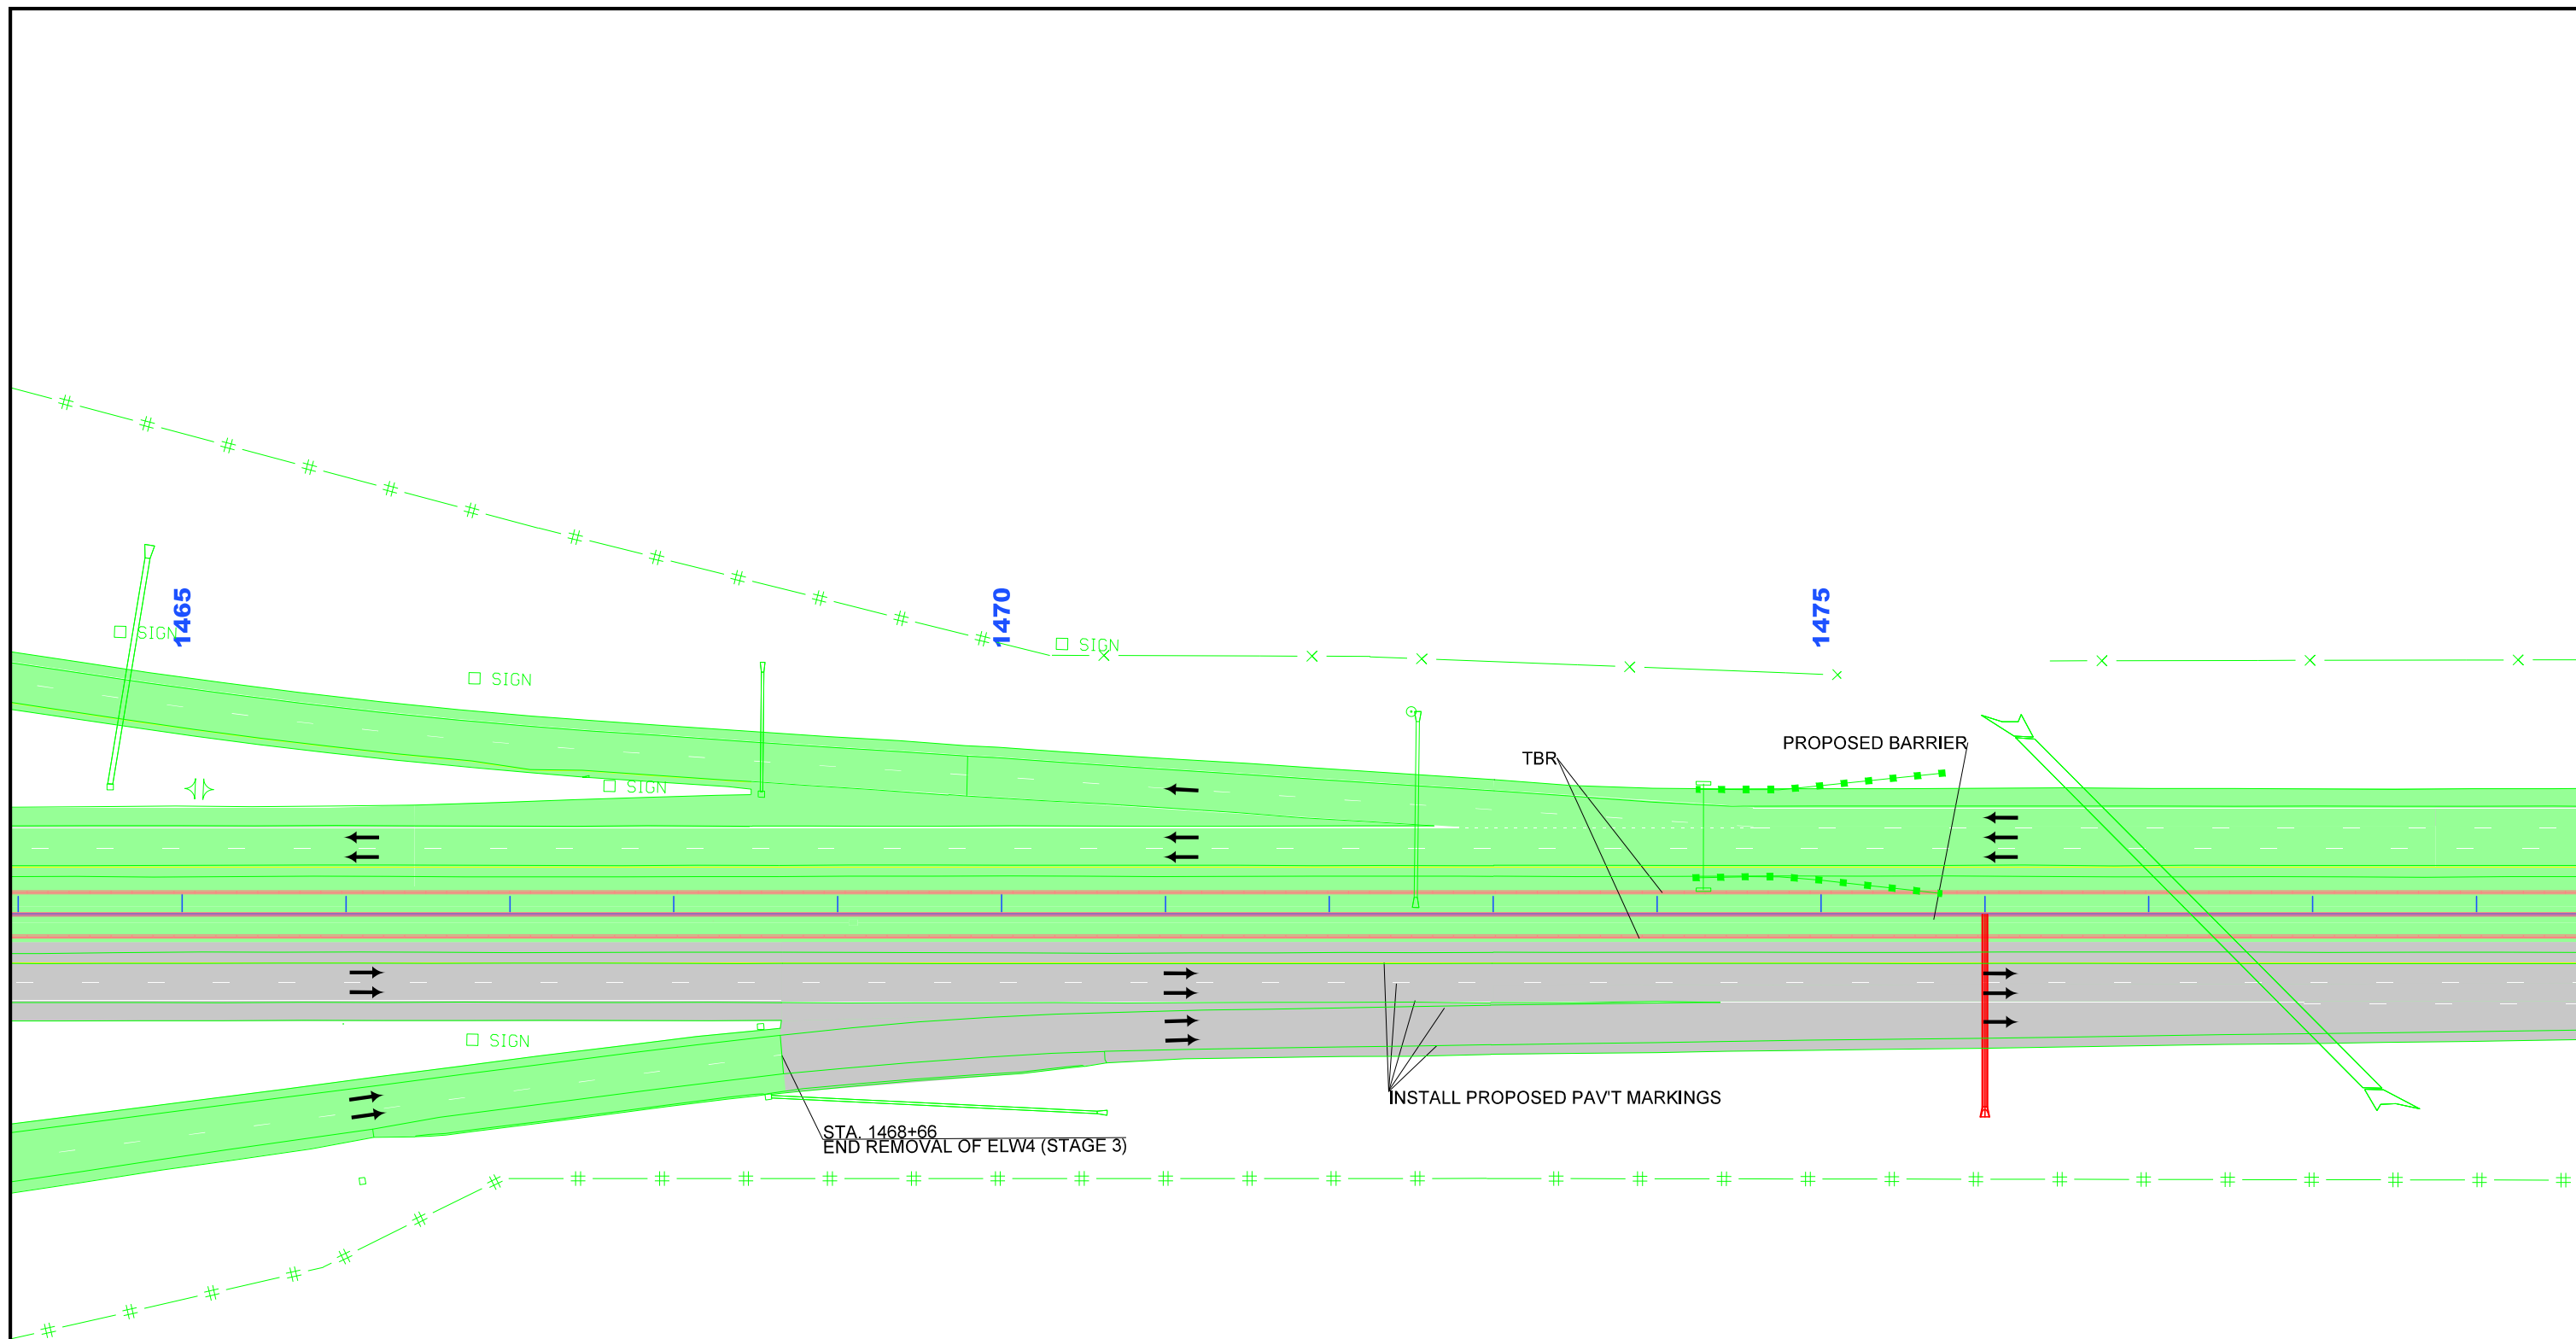 1465
1470
1475
SIGN
SIGN
SIGN
SIGN
SIGN
TBR
PROPOSED BARRIER
INSTALL PROPOSED PAV'T MARKINGS
STA. 1468+66
END REMOVAL OF ELW4 (STAGE 3)